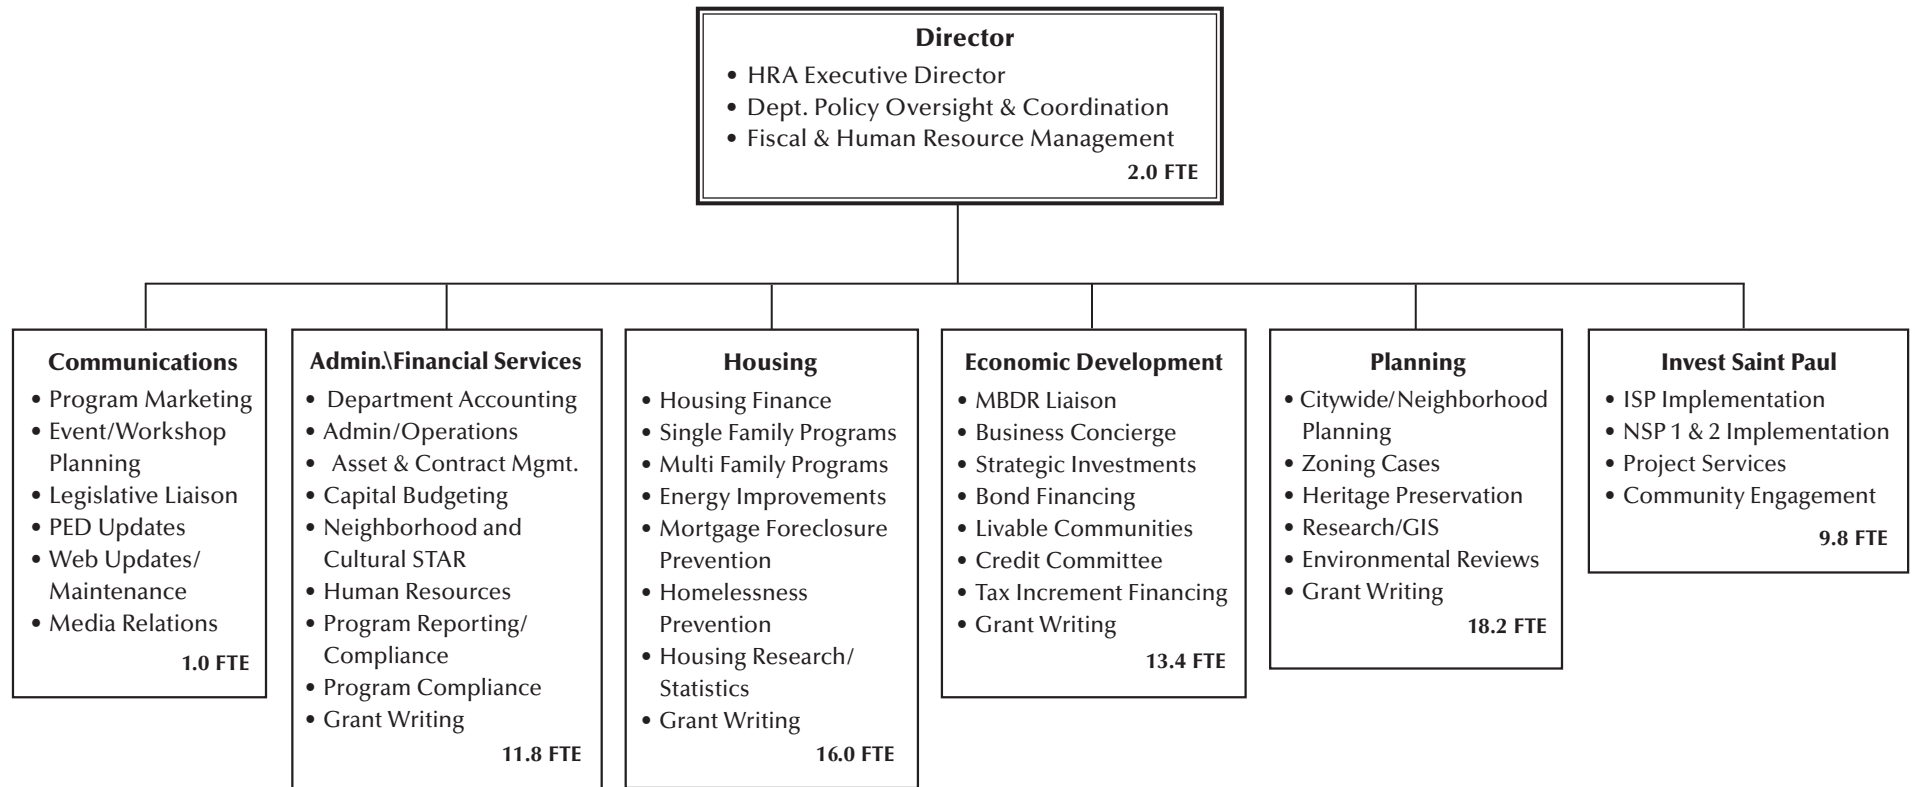 Director
• HRA Executive Director
• Dept. Policy Oversight & Coordination
• Fiscal & Human Resource Management
2.0 FTE
Communications
• Program Marketing
• Event/Workshop
Planning
• Legislative Liaison
• PED Updates
• Web Updates/
Maintenance
• Media Relations
1.0 FTE
Admin.\Financial Services
• Department Accounting
• Admin/Operations
• Asset & Contract Mgmt.
• Capital Budgeting
• Neighborhood and
Cultural STAR
• Human Resources
• Program Reporting/
Compliance
• Program Compliance
• Grant Writing
11.8 FTE
Housing
• Housing Finance
• Single Family Programs
• Multi Family Programs
• Energy Improvements
• Mortgage Foreclosure
Prevention
• Homelessness
Prevention
• Housing Research/
Statistics
• Grant Writing
16.0 FTE
Economic Development
• MBDR Liaison
• Business Concierge
• Strategic Investments
• Bond Financing
• Livable Communities
• Credit Committee
• Tax Increment Financing
• Grant Writing
13.4 FTE
Planning
• Citywide/Neighborhood
Planning
• Zoning Cases
• Heritage Preservation
• Research/GIS
• Environmental Reviews
• Grant Writing
18.2 FTE
Invest Saint Paul
• ISP Implementation
• NSP 1 & 2 Implementation
• Project Services
• Community Engagement
9.8 FTE